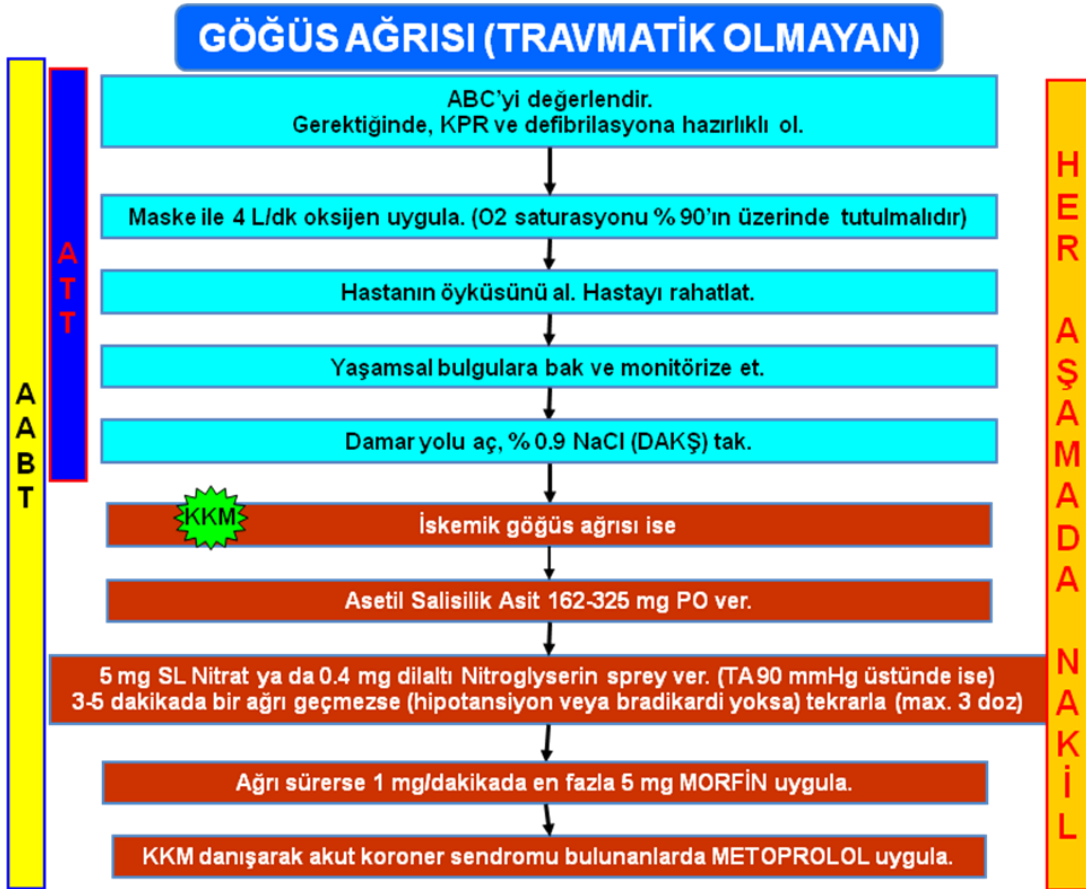 GÖĞÜS AĞRISI (TRAVMATİK OLMAYAN)
ABC'yi değerlendir.
Gerektiğinde, KPR ve defibrilasyona hazırlıklı ol.
Maske ile 4 L/dk oksijen uygula. (O2 saturasyonu % 90'ın üzerinde tutulmalıdır)
Hastanın öyküsünü al. Hastayı rahatlat.
Yaşamsal bulgulara bak ve monitörize et.
Damar yolu aç, % 0.9 NaCl (DAKŞ) tak.
KKM
İskemik göğüs ağrısı ise
Asetil Salisilik Asit 162-325 mg PO ver.
5 mg SL Nitrat ya da 0.4 mg dilaltı Nitroglyserin sprey ver. (TA 90 mmHg üstünde ise)
3-5 dakikada bir ağrı geçmezse (hipotansiyon veya bradikardi yoksa) tekrarla (max. 3 doz)
Ağrı sürerse 1 mg/dakikada en fazla 5 mg MORFİN uygula.
KKM danışarak akut koroner sendromu bulunanlarda METOPROLOL uygula.
AABT
ATT
HER AŞAMADA NAKİL